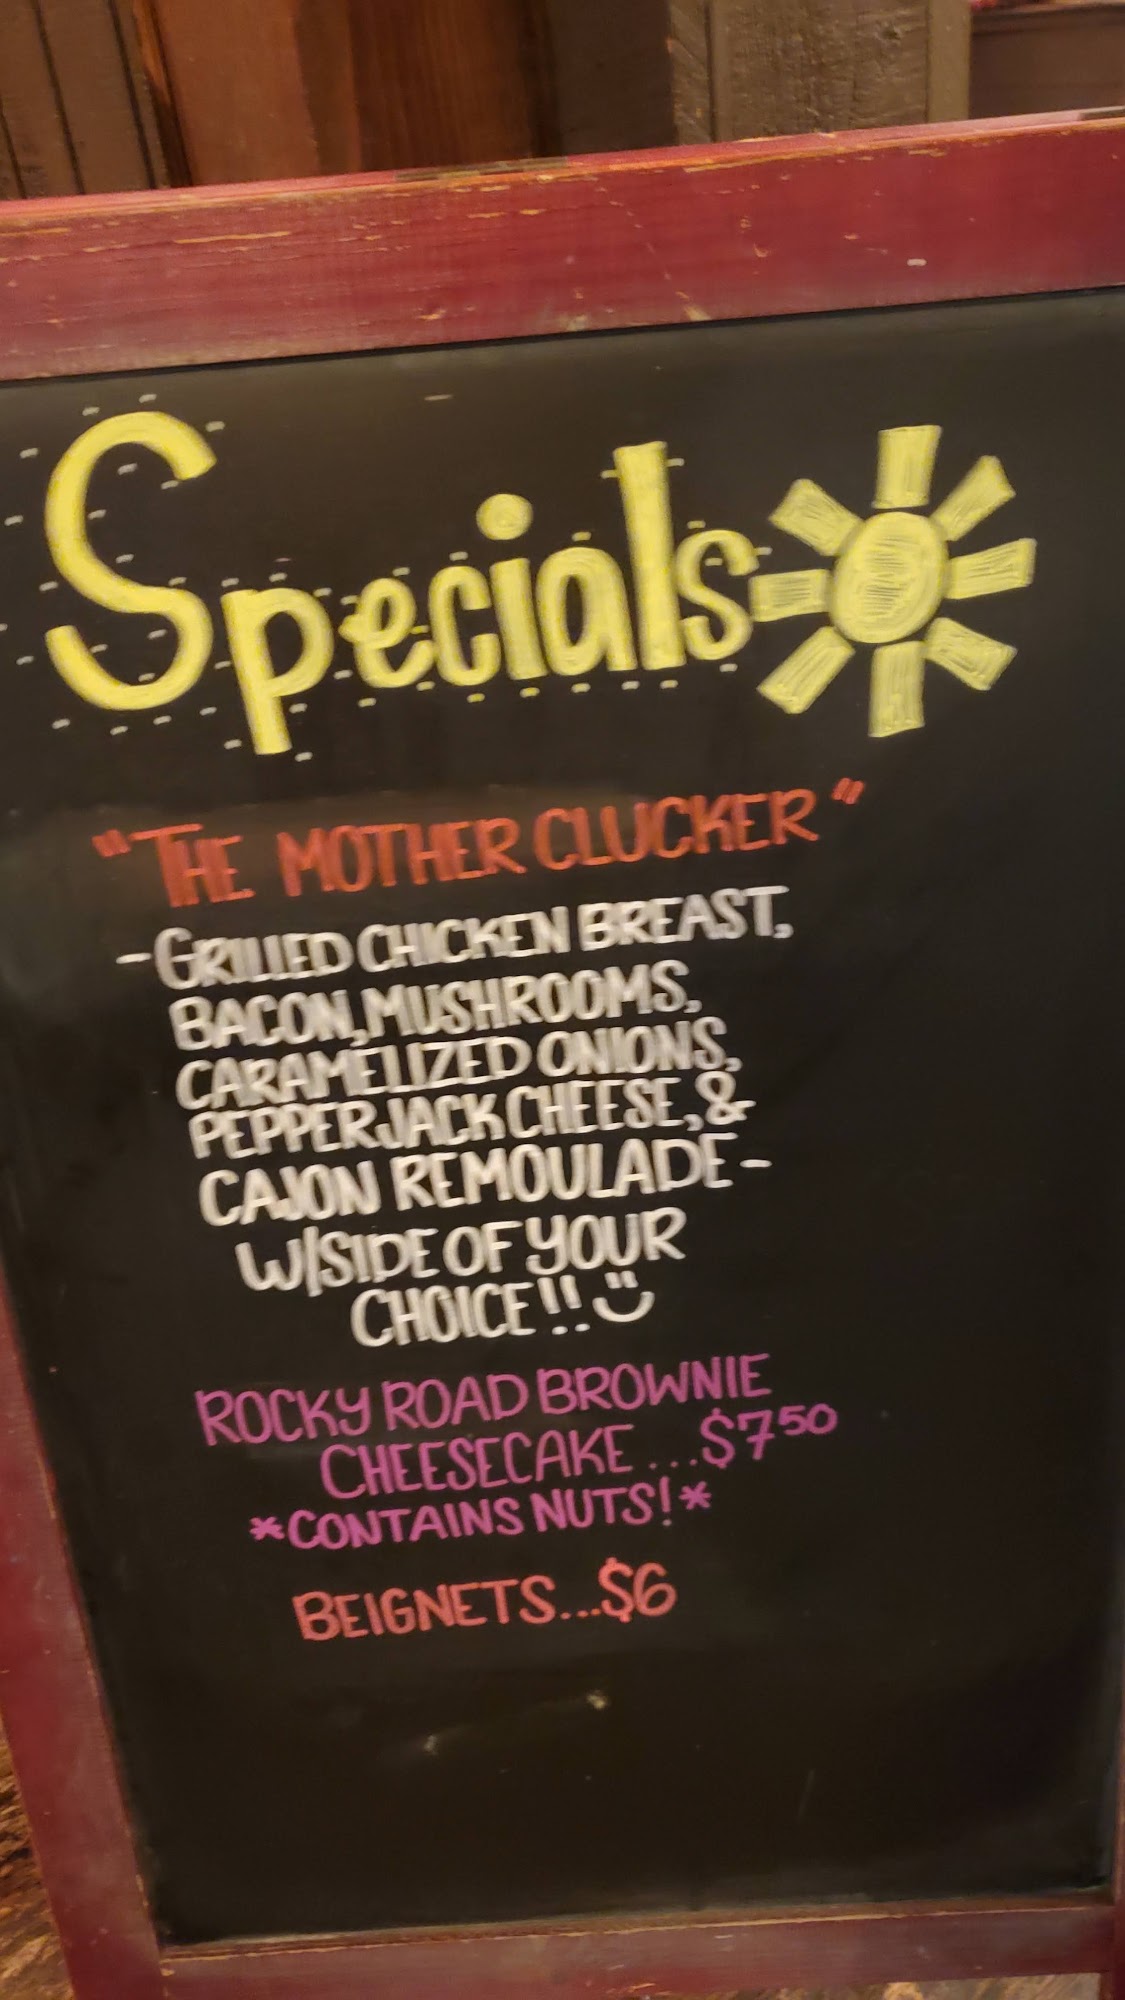 Specials
"THE MOTHER CLUCKER"
-GRILLED CHICKEN BREAST,
BACON, MUSHROOMS,
CARAMELIZED ONIONS,
PEPPERJACK CHEESE, &
CAJON REMOULADE-
W/SIDE OF YOUR
CHOICE!!
ROCKY ROAD BROWNIE
CHEESECAKE...$750
*CONTAINS NUTS!*
BEIGNETS...$6